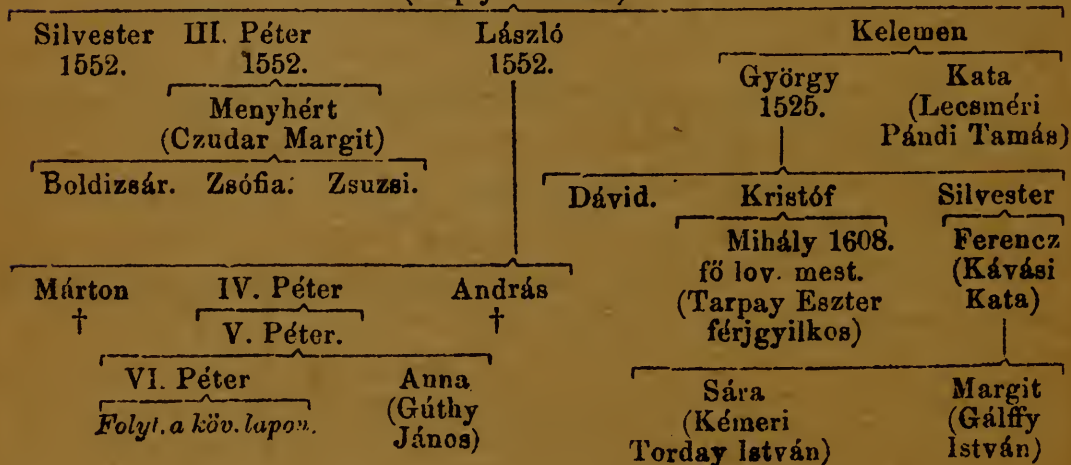 Silvester III. Péter László Kelemen
1552. 1552. 1552.
György Kata
1525. (Lecsméri
Pándi Tamás)
Menyhért
(Czudar Margit)
Boldizsár. Zsófia. Zsuzsi.
Dávid. Kristóf Silvester
Mihály 1608. Ferencz
fő lov. mest. (Kávási
(Tarpay Eszter Kata)
férjgyilkos)
Márton IV. Péter András
† †
V. Péter.
VI. Péter Anna
Folyt. a köv. lapon. (Gúthy
János)
Sára Margit
(Kémeri (Gálffy
Torday István) István)